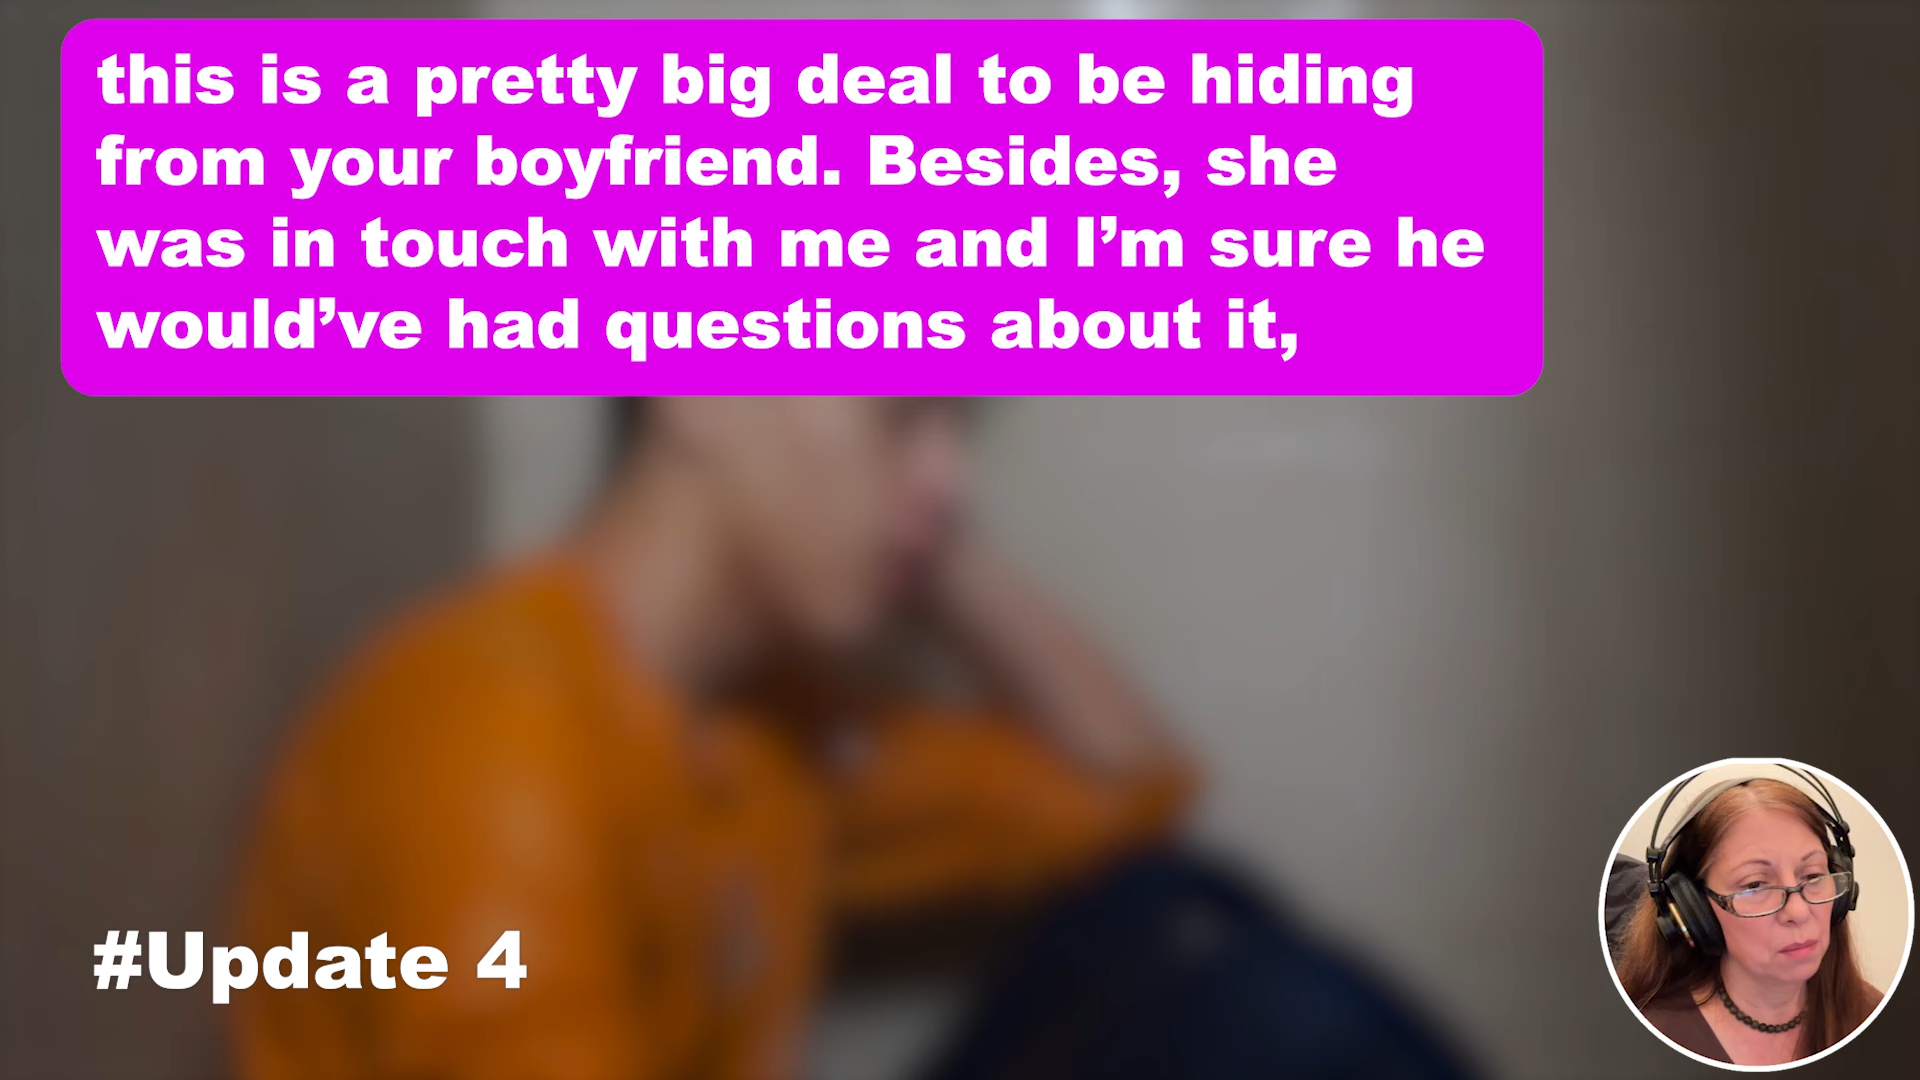 this is a pretty big deal to be hiding
from your boyfriend. Besides, she
was in touch with me and I’m sure he
would’ve had questions about it,
#Update 4